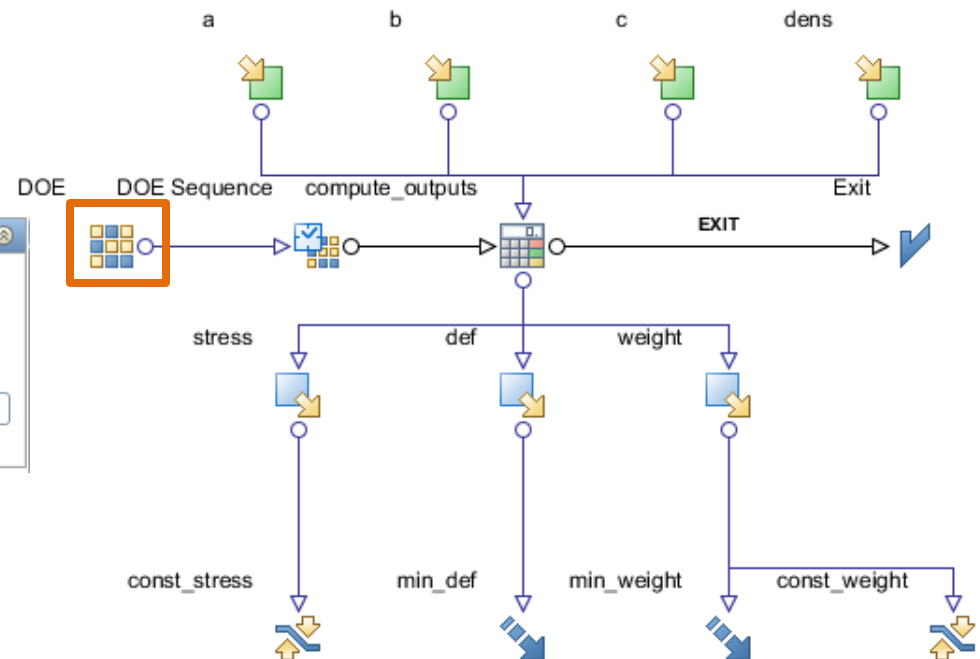 a b c dens
DOE DOE Sequence compute_outputs Exit
EXIT
stress def weight
const_stress min_def min_weight const_weight